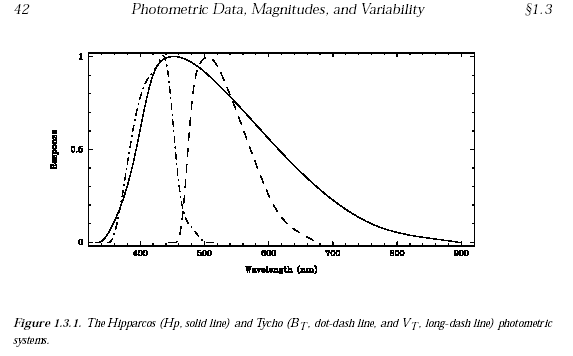 42 Photometric Data, Magnitudes, and Variability §1.3
1
Response
0.5
0
400 500 600 700 800 900
Wavelength (nm)
Figure 1.3.1. The Hipparcos (Hp, solid line) and Tycho (B_T, dot-dash line, and V_T, long-dash line) photometric
systems.